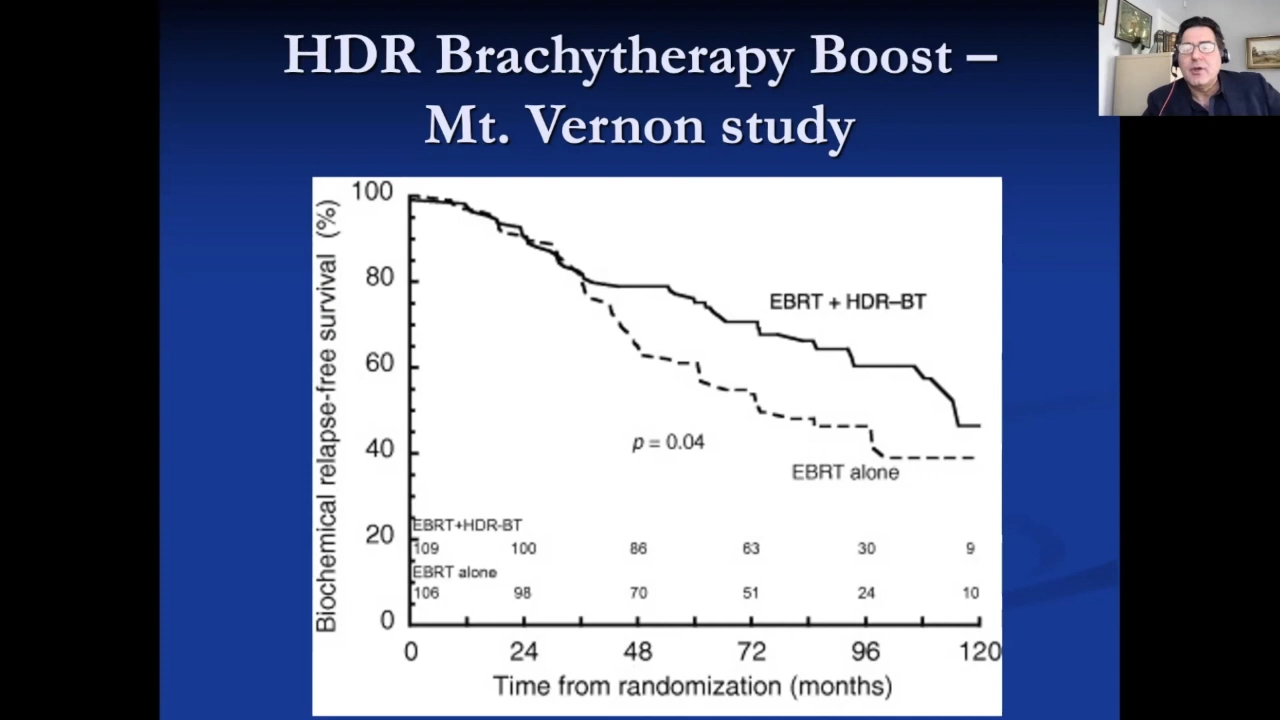 HDR Brachytherapy Boost –
Mt. Vernon study
Biochemical relapse-free survival (%)
100
80
60
40
20
0
EBRT + HDR–BT
p = 0.04
EBRT alone
EBRT+HDR-BT
109 100 86 63 30 9
EBRT alone
106 98 70 51 24 10
0 24 48 72 96 120
Time from randomization (months)